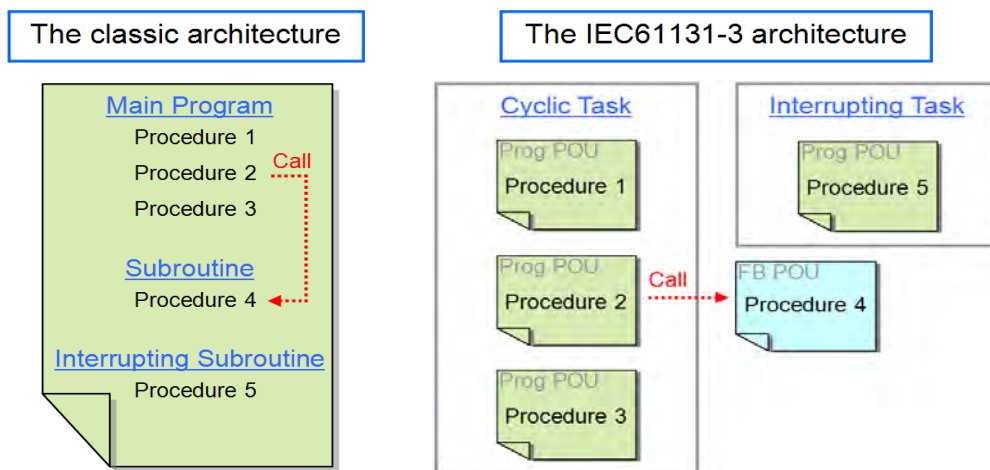 The classic architecture
Main Program
Procedure 1
Procedure 2
Call
Procedure 3
Subroutine
Procedure 4
Interrupting Subroutine
Procedure 5
The IEC61131-3 architecture
Cyclic Task
Prog POU
Procedure 1
Prog POU
Procedure 2
Call
Prog POU
Procedure 3
Interrupting Task
Prog POU
Procedure 5
FB POU
Procedure 4